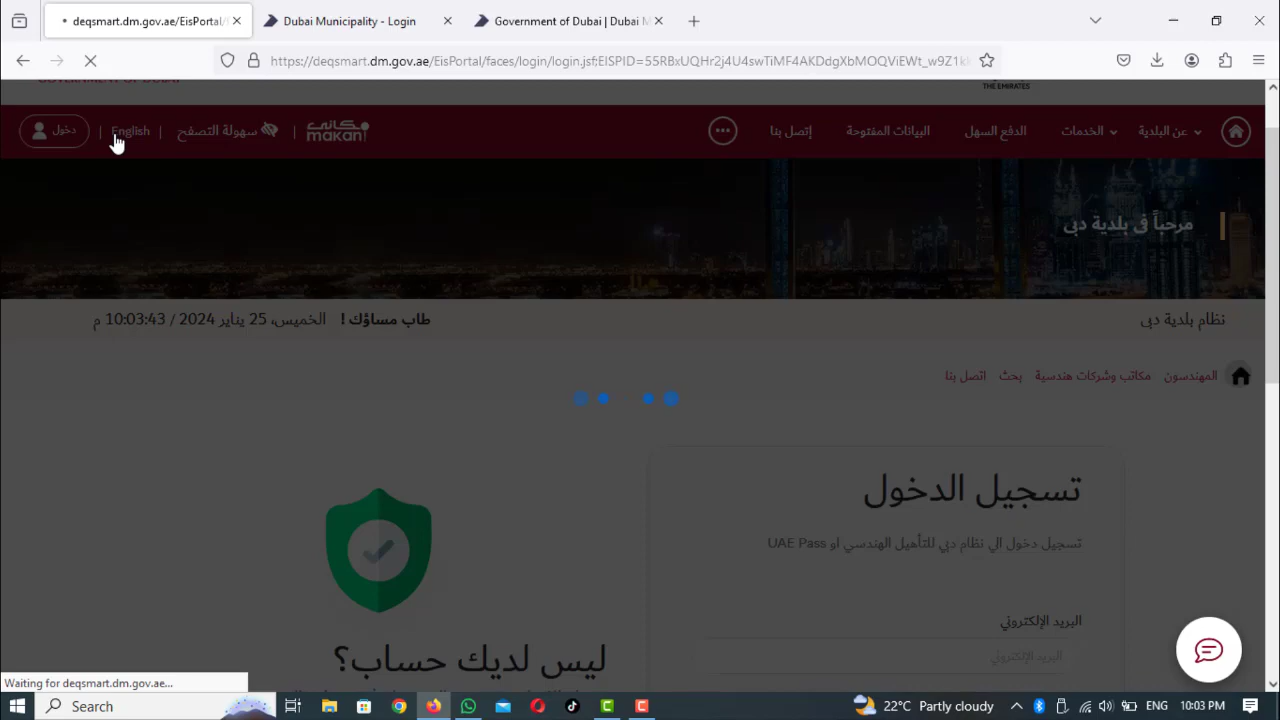 deqsmart.dm.gov.ae/EisPortal/
Dubai Municipality - Login
Government of Dubai | Dubai M
https://deqsmart.dm.gov.ae/EisPortal/faces/login/login.jsf;EISPID=55RBxUQHr2j4U4swTiMF4AKDdgXbMOQViEWt_w9Z1k
GOVERNMENT OF DUBAI
THE EMIRATES
عن البلدية
الخدمات
الدفع السهل
البيانات المفتوحة
إتصل بنا
مكاني makani
سهولة التصفح
English
دخول
مرحباً في بلدية دبي
نظام بلدية دبي
طاب مساؤك ! الخميس، 25 يناير 2024 / 10:03:43 م
المهندسون مكاتب وشركات هندسية بحث اتصل بنا
تسجيل الدخول
تسجيل دخول الي نظام دبي للتأهيل الهندسي او UAE Pass
البريد الإلكتروني
البريد الإلكتروني
ليس لديك حساب؟
Waiting for deqsmart.dm.gov.ae...
Search
22°C Partly cloudy
ENG
10:03 PM